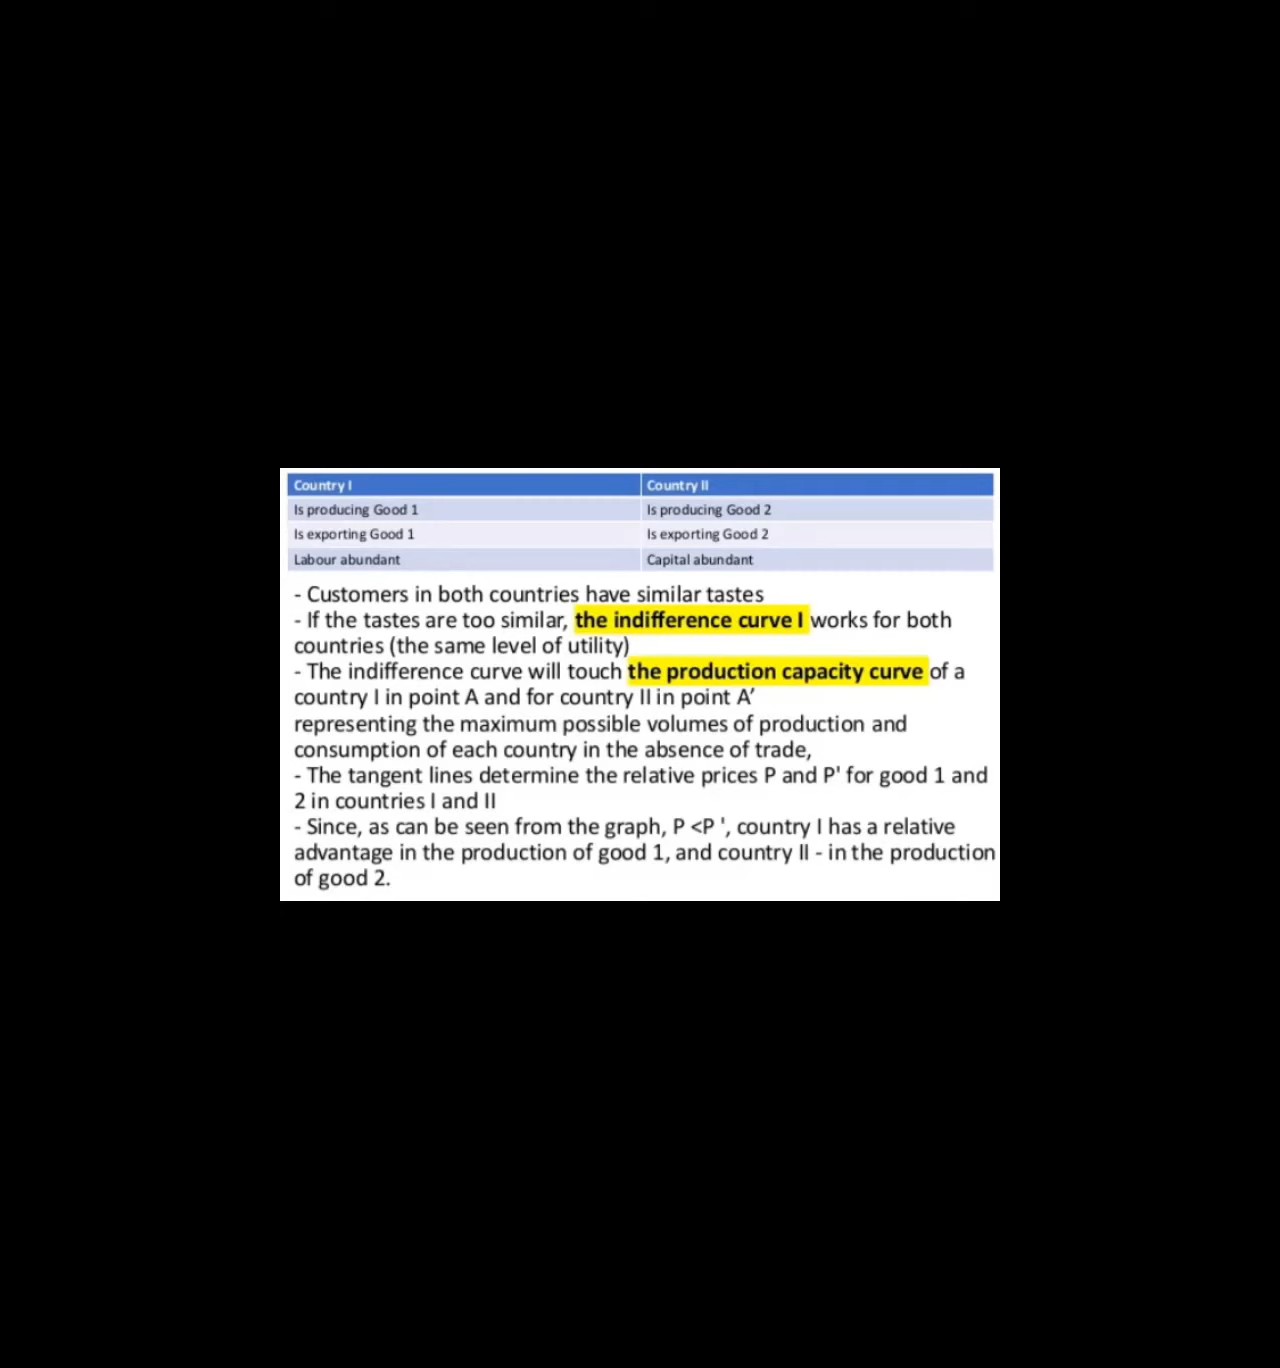 Country I Country II
Is producing Good 1 Is producing Good 2
Is exporting Good 1 Is exporting Good 2
Labour abundant Capital abundant
- Customers in both countries have similar tastes
- If the tastes are too similar, the indifference curve I works for both
countries (the same level of utility)
- The indifference curve will touch the production capacity curve of a
country I in point A and for country II in point A’
representing the maximum possible volumes of production and
consumption of each country in the absence of trade,
- The tangent lines determine the relative prices P and P' for good 1 and
2 in countries I and II
- Since, as can be seen from the graph, P <P ', country I has a relative
advantage in the production of good 1, and country II - in the production
of good 2.